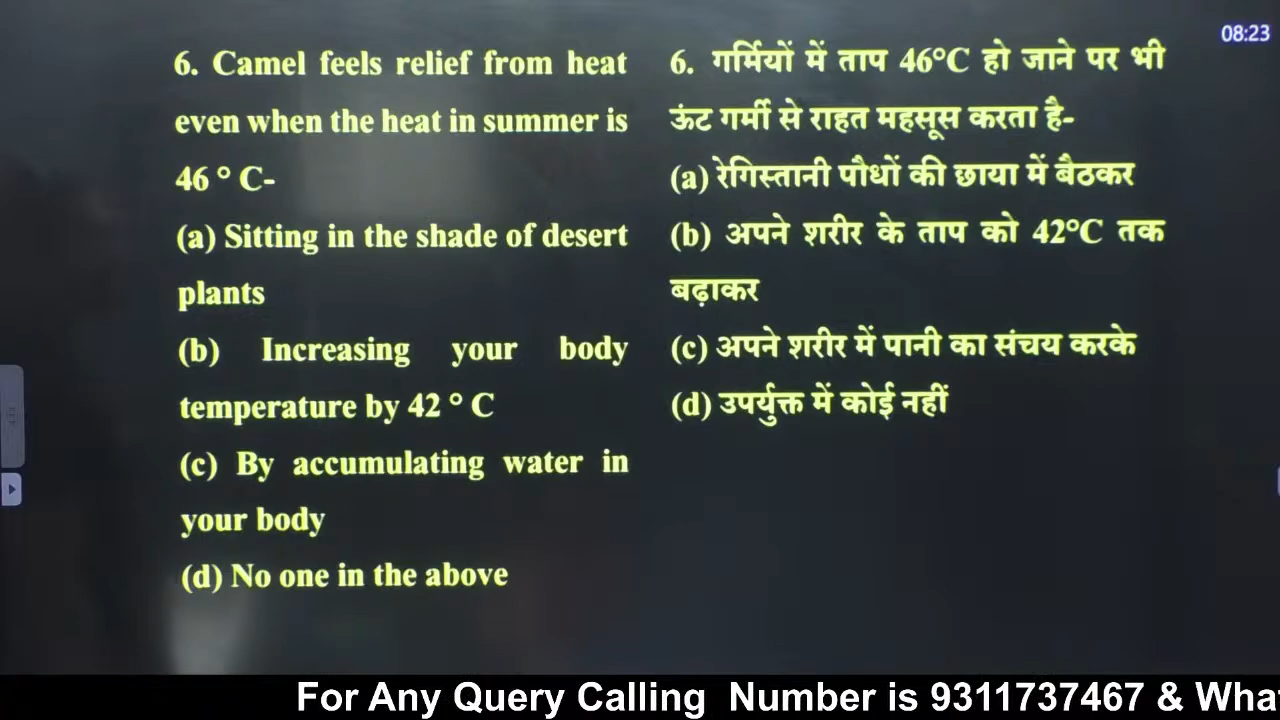 08:23
6. Camel feels relief from heat
even when the heat in summer is
46 ° C-
(a) Sitting in the shade of desert
plants
(b) Increasing your body
temperature by 42 ° C
(c) By accumulating water in
your body
(d) No one in the above
6. गर्मियों में ताप 46°C हो जाने पर भी
ऊंट गर्मी से राहत महसूस करता है-
(a) रेगिस्तानी पौधों की छाया में बैठकर
(b) अपने शरीर के ताप को 42°C तक
बढ़ाकर
(c) अपने शरीर में पानी का संचय करके
(d) उपर्युक्त में कोई नहीं
For Any Query Calling Number is 9311737467 & Wha